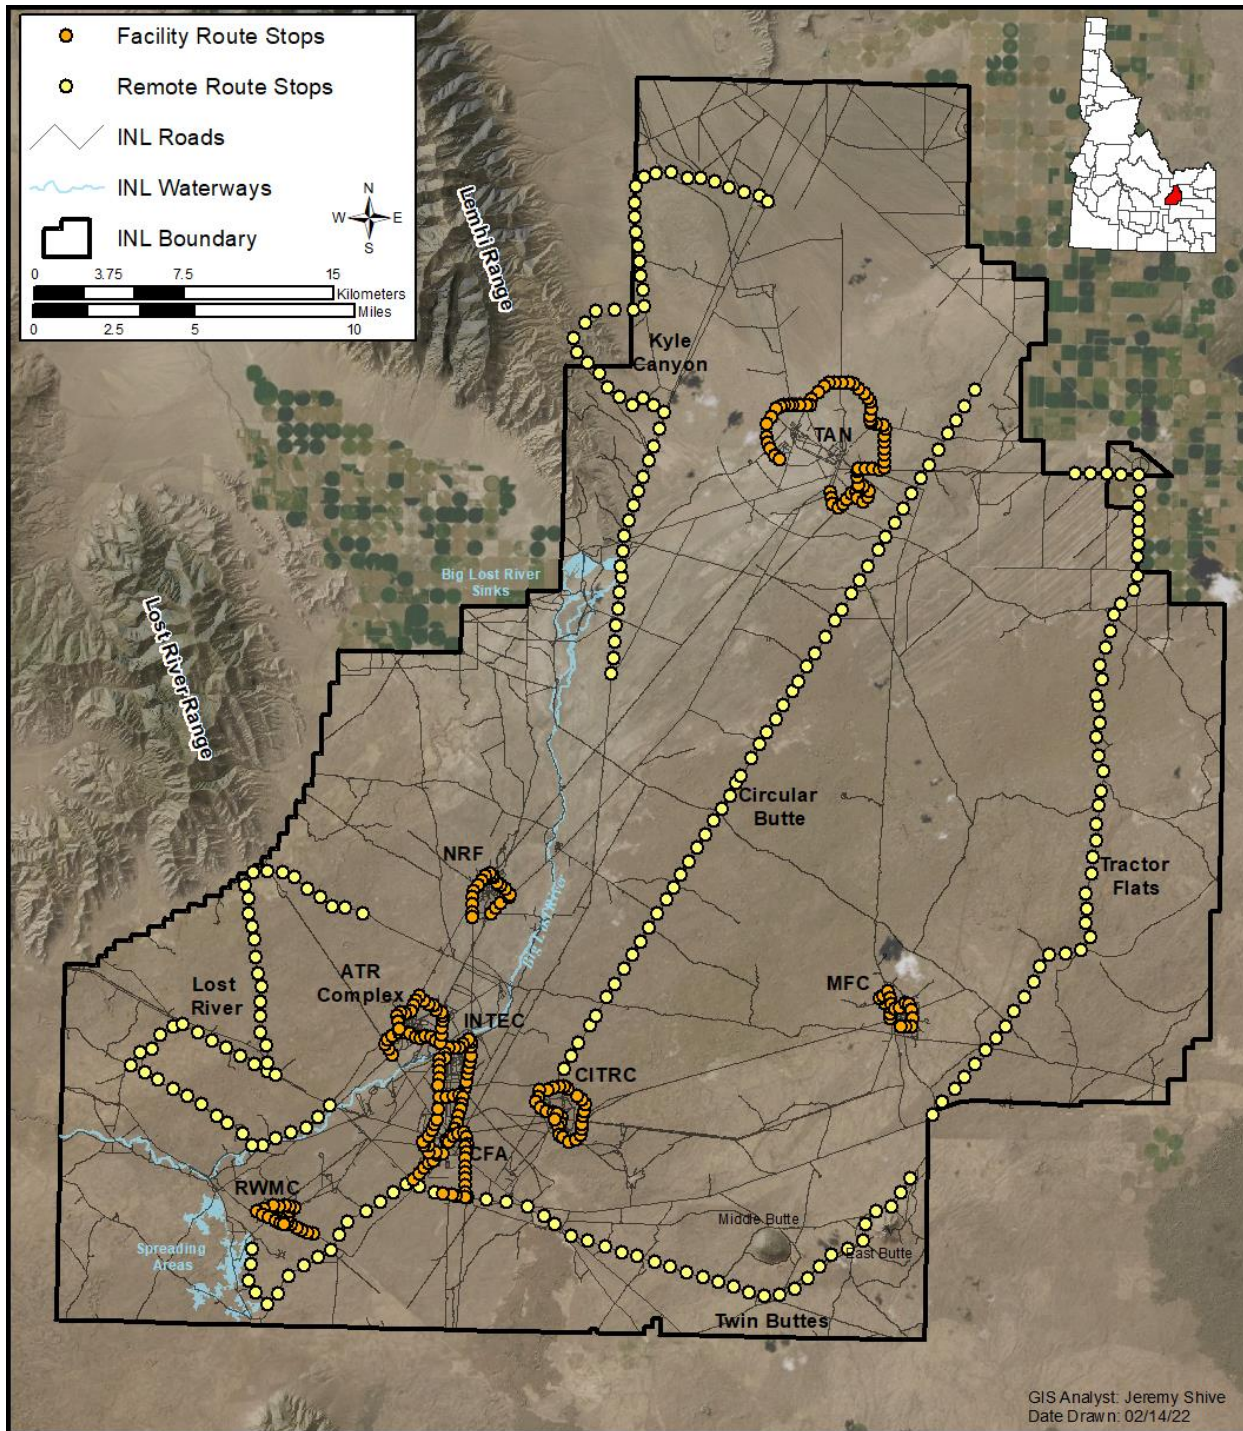 Facility Route Stops
Remote Route Stops
INL Roads
INL Waterways
INL Boundary
N
W E
S
0 3.75 7.5 15
Kilometers
Miles
0 2.5 5 10
Lemhi Range
Kyle
Canyon
TAN
Big Lost River
Sinks
Lost River Range
Circular
Butte
NRF
Tractor
Flats
Big Lost River
Lost
River
ATR
Complex
INTEC
MFC
CITRC
CFA
RWMC
Spreading
Areas
Middle Butte
East Butte
Twin Buttes
GIS Analyst: Jeremy Shive
Date Drawn: 02/14/22